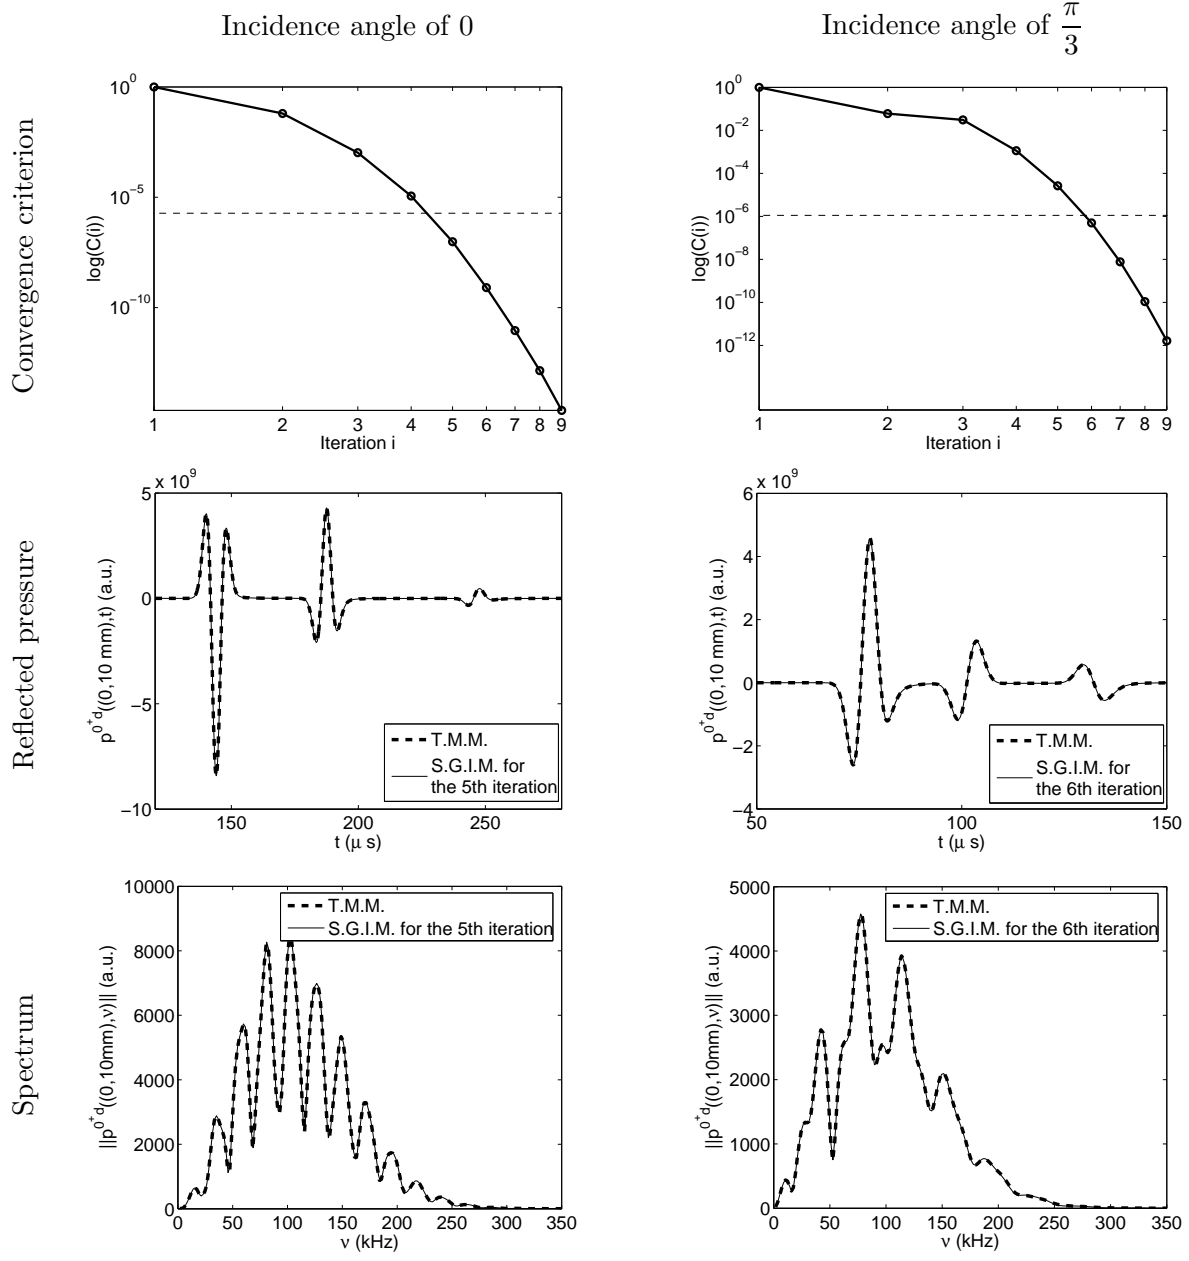 Incidence angle of 0
Incidence angle of π/3
Convergence criterion
log(C(i))
10^0
10^−5
10^−10
1 2 3 4 5 6 7 8 9
Iteration i
log(C(i))
10^0
10^−2
10^−4
10^−6
10^−8
10^−10
10^−12
1 2 3 4 5 6 7 8 9
Iteration i
Reflected pressure
p^{0^+d}((0,10 mm),t) (a.u.)
x 10^9
5
0
−5
−10
150 200 250
t (μ s)
T.M.M.
S.G.I.M. for
the 5th iteration
p^{0^+d}((0,10 mm),t) (a.u.)
x 10^9
6
4
2
0
−2
−4
50 100 150
t (μ s)
T.M.M.
S.G.I.M. for
the 6th iteration
Spectrum
||p^{0^+d}((0,10mm),ν)|| (a.u.)
10000
8000
6000
4000
2000
0
0 50 100 150 200 250 300 350
ν (kHz)
T.M.M.
S.G.I.M. for the 5th iteration
||p^{0^+d}((0,10mm),ν)|| (a.u.)
5000
4000
3000
2000
1000
0
0 50 100 150 200 250 300 350
ν (kHz)
T.M.M.
S.G.I.M. for the 6th iteration